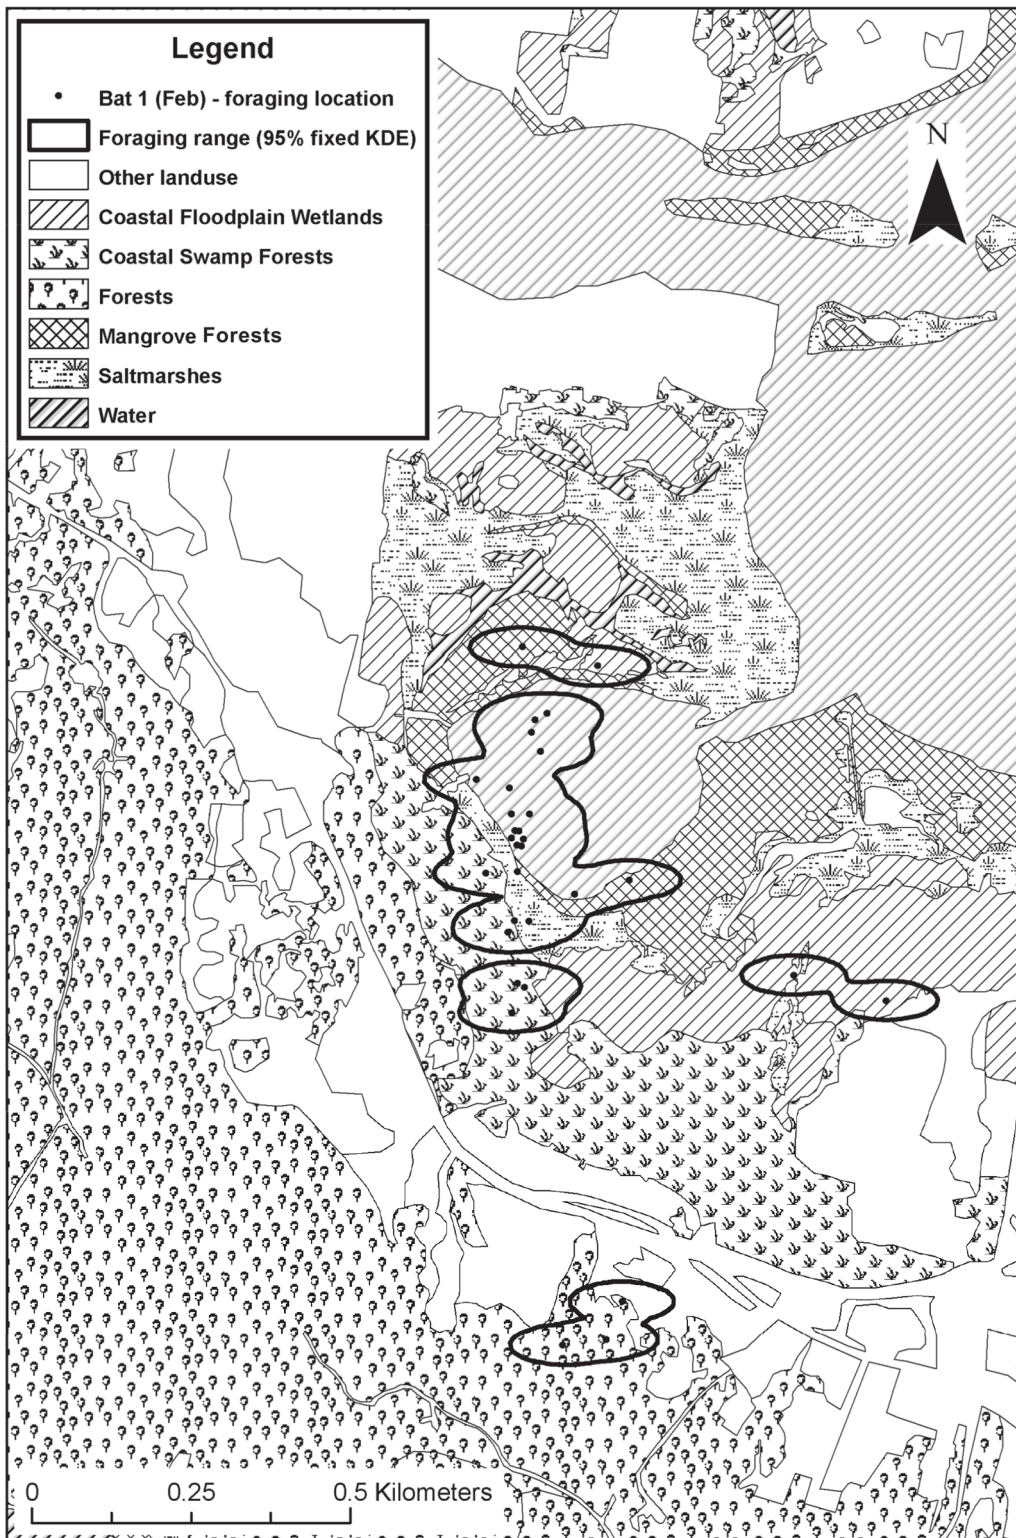 Legend
Bat 1 (Feb) - foraging location
Foraging range (95% fixed KDE)
Other landuse
Coastal Floodplain Wetlands
Coastal Swamp Forests
Forests
Mangrove Forests
Saltmarshes
Water
N
0 0.25 0.5 Kilometers